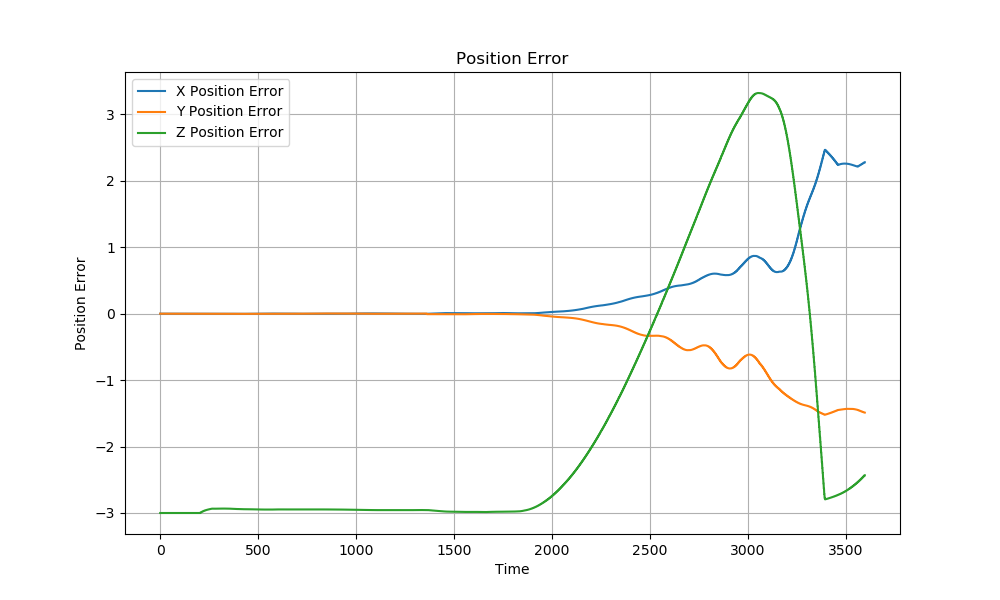 Position Error
X Position Error
Y Position Error
Z Position Error
Position Error
3
2
1
0
−1
−2
−3
0
500
1000
1500
2000
2500
3000
3500
Time